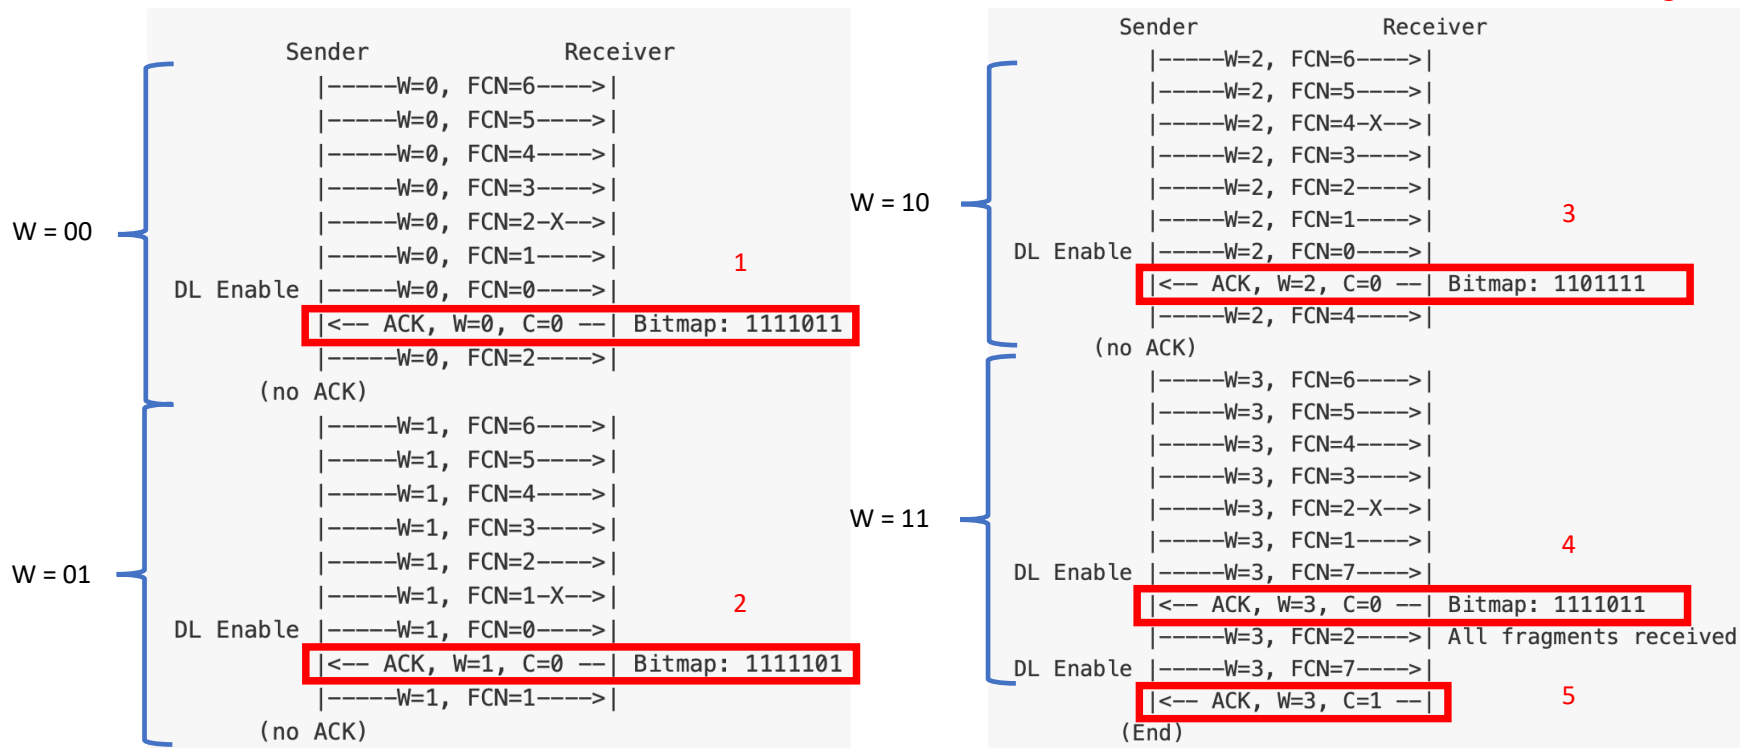 Sender Receiver
|-----W=0, FCN=6---->|
|-----W=0, FCN=5---->|
|-----W=0, FCN=4---->|
|-----W=0, FCN=3---->|
W = 00
|-----W=0, FCN=2-X-->|
|-----W=0, FCN=1---->|
1
DL Enable |-----W=0, FCN=0---->|
|<-- ACK, W=0, C=0 --| Bitmap: 1111011
|-----W=0, FCN=2---->|
(no ACK)
|-----W=1, FCN=6---->|
|-----W=1, FCN=5---->|
|-----W=1, FCN=4---->|
|-----W=1, FCN=3---->|
W = 01
|-----W=1, FCN=2---->|
|-----W=1, FCN=1-X-->|
2
DL Enable |-----W=1, FCN=0---->|
|<-- ACK, W=1, C=0 --| Bitmap: 1111101
|-----W=1, FCN=1---->|
(no ACK)
Sender Receiver
|-----W=2, FCN=6---->|
|-----W=2, FCN=5---->|
|-----W=2, FCN=4-X-->|
|-----W=2, FCN=3---->|
|-----W=2, FCN=2---->|
W = 10
|-----W=2, FCN=1---->|
3
DL Enable |-----W=2, FCN=0---->|
|<-- ACK, W=2, C=0 --| Bitmap: 1101111
|-----W=2, FCN=4---->|
(no ACK)
|-----W=3, FCN=6---->|
|-----W=3, FCN=5---->|
|-----W=3, FCN=4---->|
|-----W=3, FCN=3---->|
|-----W=3, FCN=2-X-->|
W = 11
|-----W=3, FCN=1---->|
4
DL Enable |-----W=3, FCN=7---->|
|<-- ACK, W=3, C=0 --| Bitmap: 1111011
|-----W=3, FCN=2---->| All fragments received
DL Enable |-----W=3, FCN=7---->|
|<-- ACK, W=3, C=1 --|
5
(End)